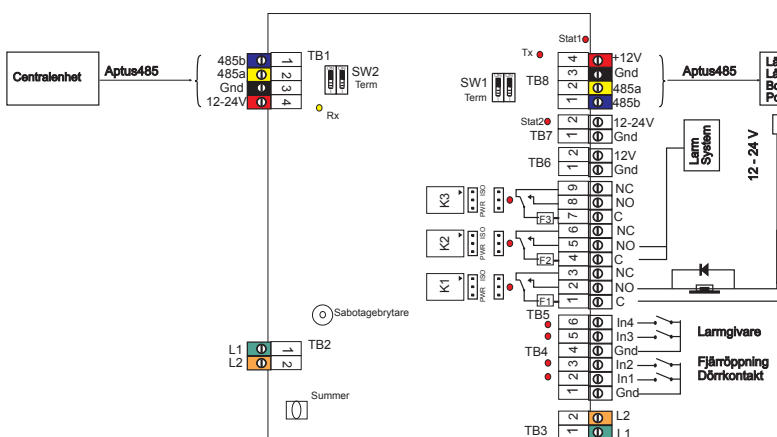 Centralenhet
Aptus485
485b
485a
Gnd
12-24V
1
2
3
4
TB1
SW2
Term
Rx
SW1
Term
Stat1
Tx
TB8
4
3
2
1
+12V
Gnd
485a
485b
Aptus485
Stat2
TB7
2
1
12-24V
Gnd
TB6
2
1
12V
Gnd
Larm
System
12 - 24 V
K3
ISO
PWR
F3
9
8
7
NC
NO
C
K2
ISO
PWR
F2
6
5
4
NC
NO
C
K1
ISO
PWR
F1
3
2
1
NC
NO
C
TB5
TB4
6
5
4
3
2
1
In4
In3
Gnd
In2
In1
Gnd
Larmgivare
Fjärröppning
Dörrkontakt
Sabotagebrytare
L1
L2
1
2
TB2
Summer
TB3
2
1
L2
L1